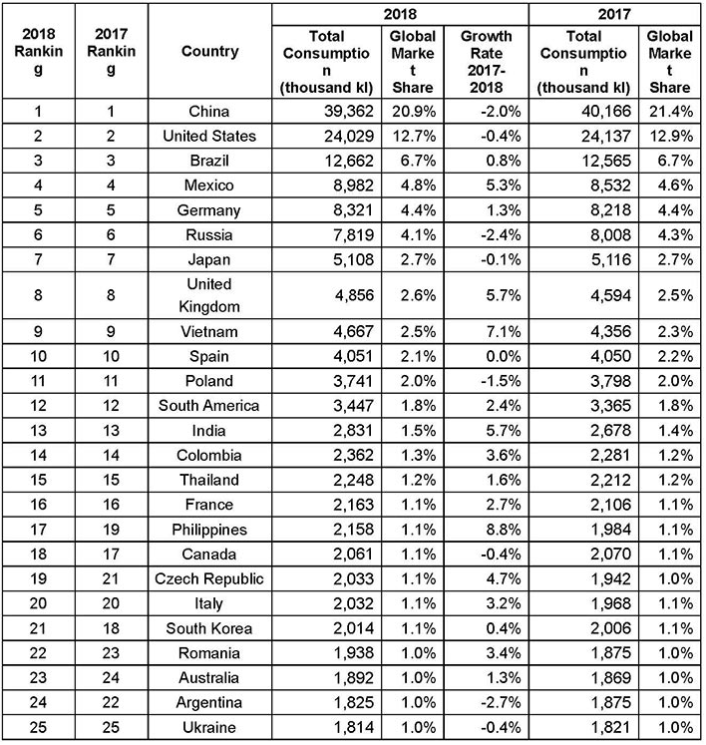 2018 2017
2018 Rankin g 2017 Rankin g Country Total Consumptio n (thousand kl) Global Marke t Share Growth Rate 2017-2018 Total Consumptio n (thousand kl) Global Marke t Share
1 1 China 39,362 20.9% -2.0% 40,166 21.4%
2 2 United States 24,029 12.7% -0.4% 24,137 12.9%
3 3 Brazil 12,662 6.7% 0.8% 12,565 6.7%
4 4 Mexico 8,982 4.8% 5.3% 8,532 4.6%
5 5 Germany 8,321 4.4% 1.3% 8,218 4.4%
6 6 Russia 7,819 4.1% -2.4% 8,008 4.3%
7 7 Japan 5,108 2.7% -0.1% 5,116 2.7%
8 8 United Kingdom 4,856 2.6% 5.7% 4,594 2.5%
9 9 Vietnam 4,667 2.5% 7.1% 4,356 2.3%
10 10 Spain 4,051 2.1% 0.0% 4,050 2.2%
11 11 Poland 3,741 2.0% -1.5% 3,798 2.0%
12 12 South America 3,447 1.8% 2.4% 3,365 1.8%
13 13 India 2,831 1.5% 5.7% 2,678 1.4%
14 14 Colombia 2,362 1.3% 3.6% 2,281 1.2%
15 15 Thailand 2,248 1.2% 1.6% 2,212 1.2%
16 16 France 2,163 1.1% 2.7% 2,106 1.1%
17 19 Philippines 2,158 1.1% 8.8% 1,984 1.1%
18 17 Canada 2,061 1.1% -0.4% 2,070 1.1%
19 21 Czech Republic 2,033 1.1% 4.7% 1,942 1.0%
20 20 Italy 2,032 1.1% 3.2% 1,968 1.1%
21 18 South Korea 2,014 1.1% 0.4% 2,006 1.1%
22 23 Romania 1,938 1.0% 3.4% 1,875 1.0%
23 24 Australia 1,892 1.0% 1.3% 1,869 1.0%
24 22 Argentina 1,825 1.0% -2.7% 1,875 1.0%
25 25 Ukraine 1,814 1.0% -0.4% 1,821 1.0%